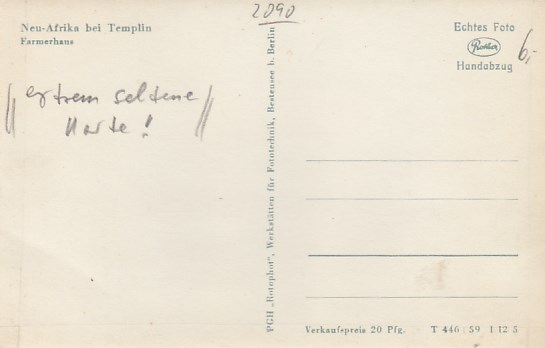 2090
Neu-Afrika bei Templin
Farmerhaus
Echtes Foto
Handabzug
6,-
extrem seltene
Karte!
PGH „Rotophot“, Werkstätten für Fototechnik, Bestensee b. Berlin
Verkaufspreis 20 Pfg. T 446/59 1 12 5